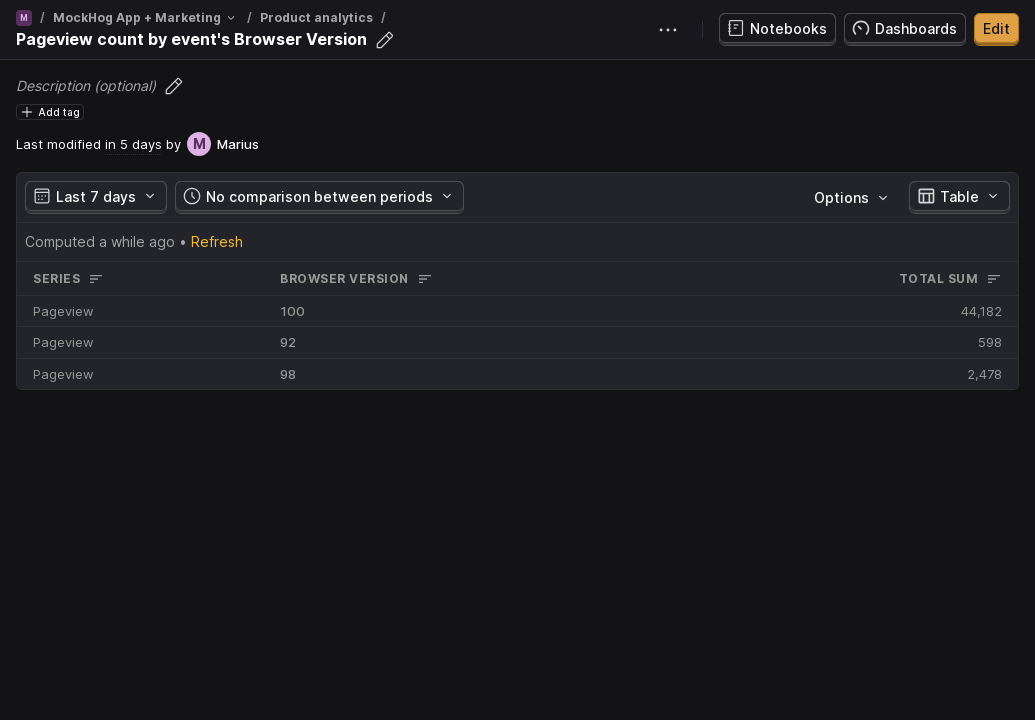 M / MockHog App + Marketing / Product analytics /
Pageview count by event's Browser Version
Notebooks
Dashboards
Edit
Description (optional)
Add tag
Last modified in 5 days by M Marius
Last 7 days
No comparison between periods
Options
Table
Computed a while ago • Refresh
SERIES BROWSER VERSION TOTAL SUM
Pageview 100 44,182
Pageview 92 598
Pageview 98 2,478